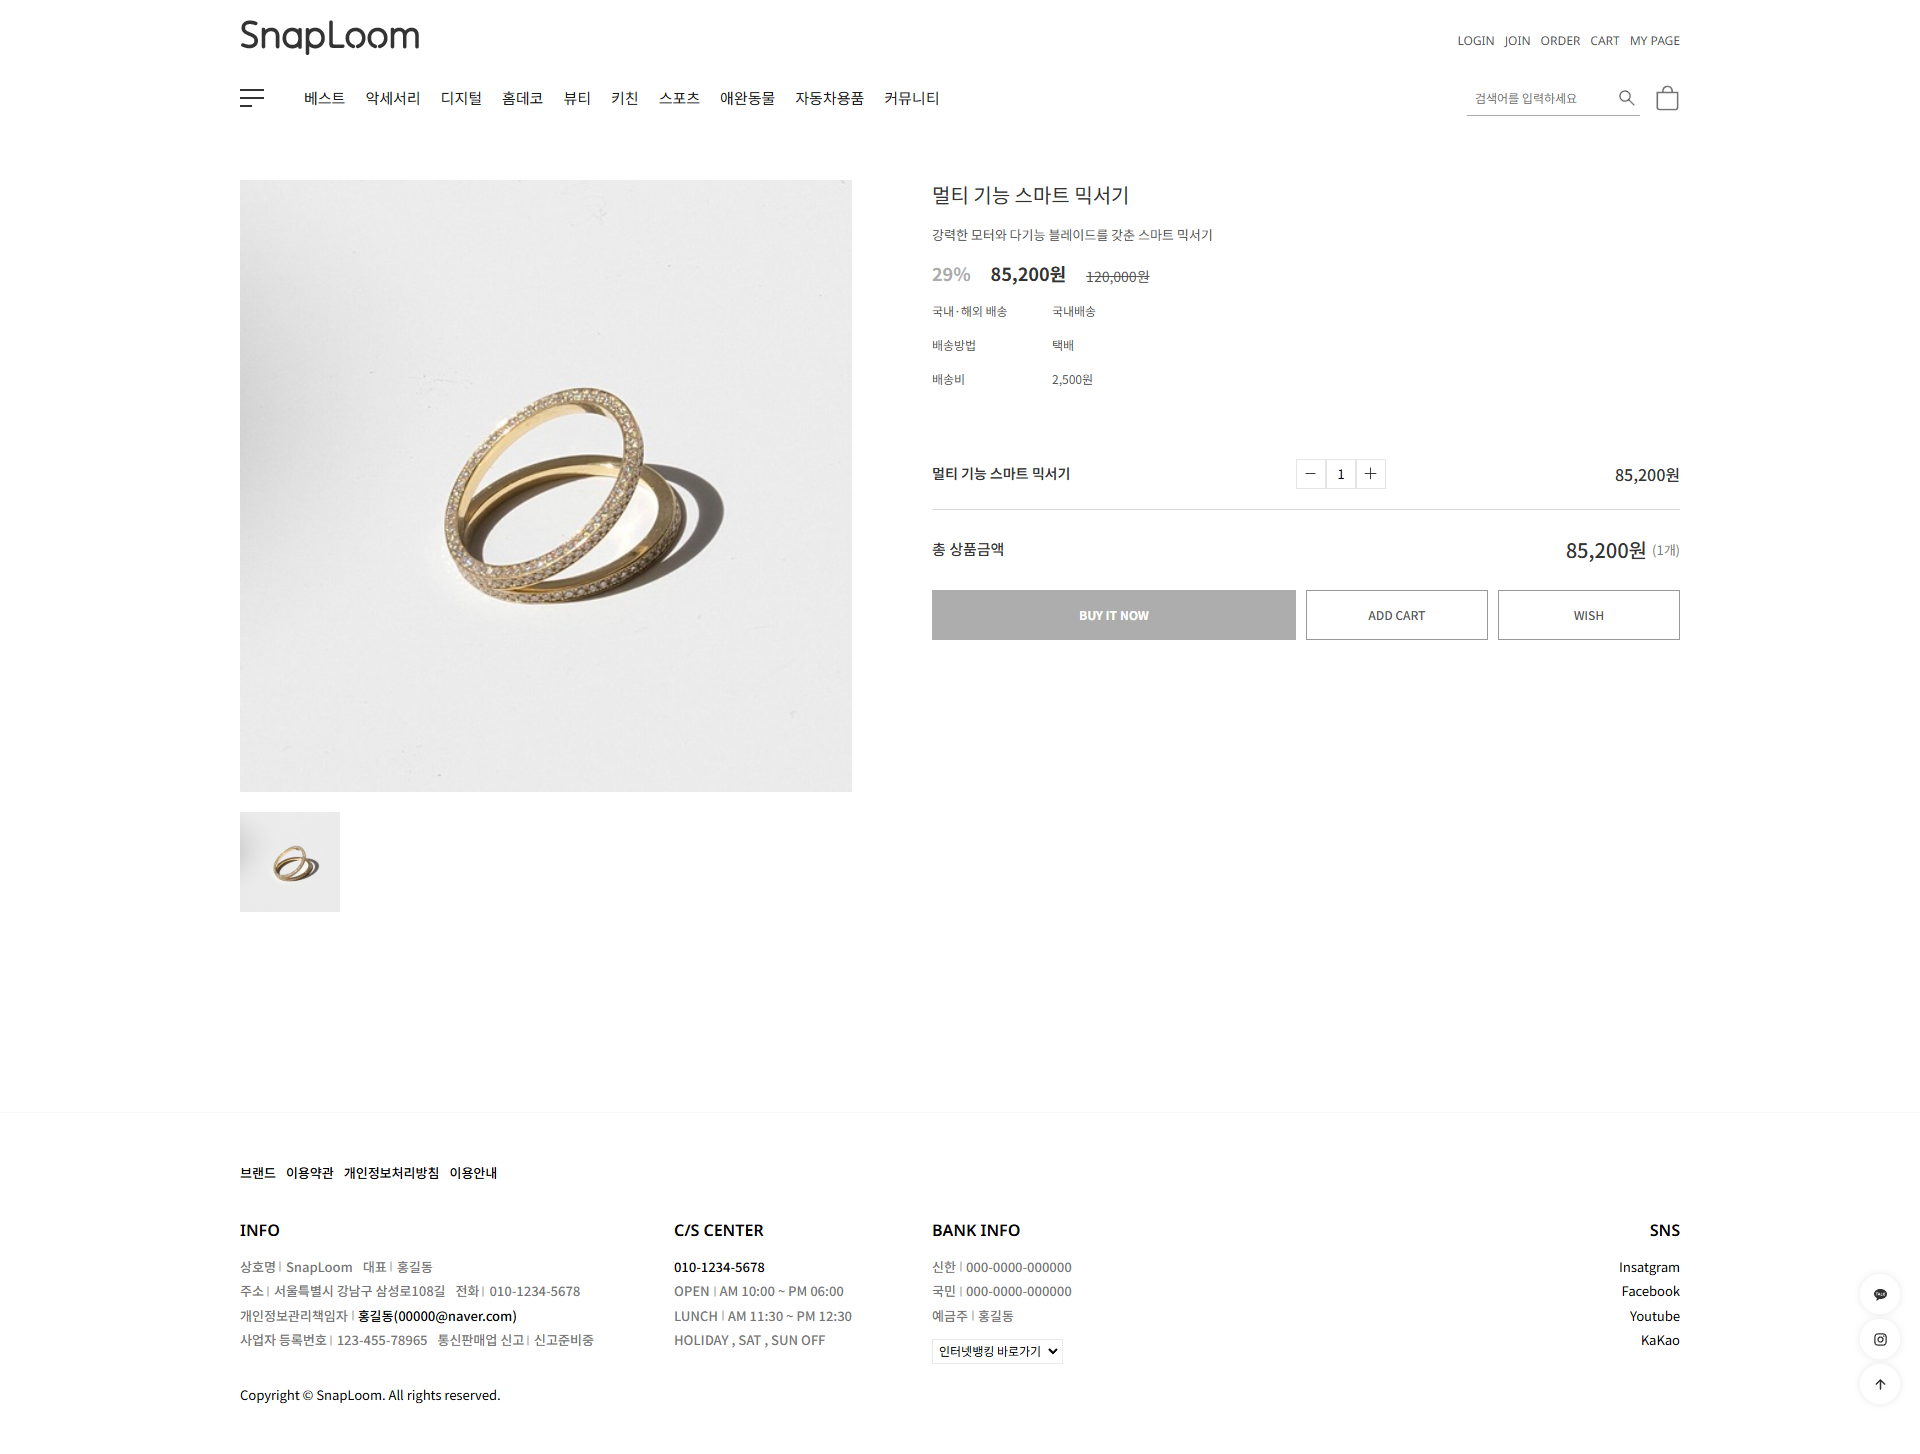 SnapLoom
LOGIN JOIN ORDER CART MY PAGE
베스트 악세서리 디지털 홈데코 뷰티 키친 스포츠 애완동물 자동차용품 커뮤니티
검색어를 입력하세요
멀티 기능 스마트 믹서기
강력한 모터와 다기능 블레이드를 갖춘 스마트 믹서기
29% 85,200원 120,000원
국내·해외 배송 국내배송
배송방법 택배
배송비 2,500원
멀티 기능 스마트 믹서기 1 85,200원
총 상품금액 85,200원 (1개)
BUY IT NOW ADD CART WISH
브랜드 이용약관 개인정보처리방침 이용안내
INFO
상호명 | SnapLoom 대표 | 홍길동
주소 | 서울특별시 강남구 삼성로108길 전화 | 010-1234-5678
개인정보관리책임자 | 홍길동(00000@naver.com)
사업자 등록번호 | 123-455-78965 통신판매업 신고 | 신고준비중
C/S CENTER
010-1234-5678
OPEN | AM 10:00 ~ PM 06:00
LUNCH | AM 11:30 ~ PM 12:30
HOLIDAY , SAT , SUN OFF
BANK INFO
신한 | 000-0000-000000
국민 | 000-0000-000000
예금주 | 홍길동
인터넷뱅킹 바로가기
SNS
Insatgram
Facebook
Youtube
KaKao
Copyright © SnapLoom. All rights reserved.